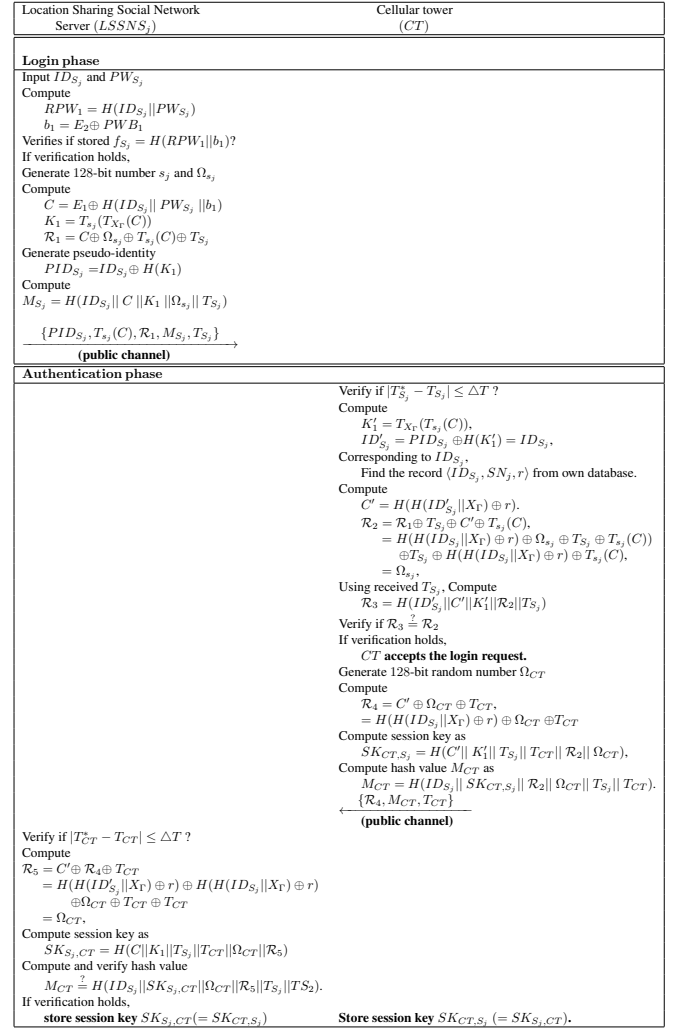 Location Sharing Social Network Cellular tower
Server (LSSNS_j) (CT)
Login phase
Input ID_{S_j} and PW_{S_j}
Compute
RPW_1 = H(ID_{S_j}||PW_{S_j})
b_1 = E_2⊕ PWB_1
Verifies if stored f_{S_j} = H(RPW_1||b_1)?
If verification holds,
Generate 128-bit number s_j and Ω_{s_j}
Compute
C = E_1⊕ H(ID_{S_j}|| PW_{S_j} ||b_1)
K_1 = T_{s_j}(T_{X_Γ}(C))
R_1 = C⊕ Ω_{s_j}⊕ T_{s_j}(C)⊕ T_{S_j}
Generate pseudo-identity
PID_{S_j} =ID_{S_j}⊕ H(K_1)
Compute
M_{S_j} = H(ID_{S_j}|| C ||K_1 ||Ω_{s_j}|| T_{S_j})
{PID_{S_j}, T_{s_j}(C), R_1, M_{S_j}, T_{S_j}}
(public channel)
Authentication phase
Verify if |T*_{S_j} − T_{S_j}| ≤ △T ?
Compute
K′_1 = T_{X_Γ}(T_{s_j}(C)),
ID′_{S_j} = PID_{S_j} ⊕H(K′_1) = ID_{S_j},
Corresponding to ID_{S_j},
Find the record ⟨ID_{S_j}, SN_j, r⟩ from own database.
Compute
C′ = H(H(ID′_{S_j}||X_Γ) ⊕ r).
R_2 = R_1⊕ T_{S_j}⊕ C′⊕ T_{s_j}(C),
= H(H(ID_{S_j}||X_Γ) ⊕ r) ⊕ Ω_{s_j} ⊕ T_{S_j} ⊕ T_{s_j}(C))
⊕T_{S_j} ⊕ H(H(ID_{S_j}||X_Γ) ⊕ r) ⊕ T_{s_j}(C),
= Ω_{s_j},
Using received T_{S_j}, Compute
R_3 = H(ID′_{S_j}||C′||K′_1||R_2||T_{S_j})
Verify if R_3 ≟ R_2
If verification holds,
CT accepts the login request.
Generate 128-bit random number Ω_{CT}
Compute
R_4 = C′ ⊕ Ω_{CT} ⊕ T_{CT},
= H(H(ID_{S_j}||X_Γ) ⊕ r) ⊕ Ω_{CT} ⊕T_{CT}
Compute session key as
SK_{CT,S_j} = H(C′|| K′_1|| T_{S_j}|| T_{CT}|| R_2|| Ω_{CT}),
Compute hash value M_{CT} as
M_{CT} = H(ID_{S_j}|| SK_{CT,S_j}|| R_2|| Ω_{CT}|| T_{S_j}|| T_{CT}).
{R_4, M_{CT}, T_{CT}}
(public channel)
Verify if |T*_{CT} − T_{CT}| ≤ △T ?
Compute
R_5 = C′⊕ R_4⊕ T_{CT}
= H(H(ID′_{S_j}||X_Γ) ⊕ r) ⊕ H(H(ID_{S_j}||X_Γ) ⊕ r)
⊕Ω_{CT} ⊕ T_{CT} ⊕ T_{CT}
= Ω_{CT},
Compute session key as
SK_{S_j,CT} = H(C||K_1||T_{S_j}||T_{CT}||Ω_{CT}||R_5)
Compute and verify hash value
M_{CT} ≟ H(ID_{S_j}||SK_{S_j,CT}||Ω_{CT}||R_5||T_{S_j}||TS_2).
If verification holds,
store session key SK_{S_j,CT}(= SK_{CT,S_j}) Store session key SK_{CT,S_j} (= SK_{S_j,CT}).